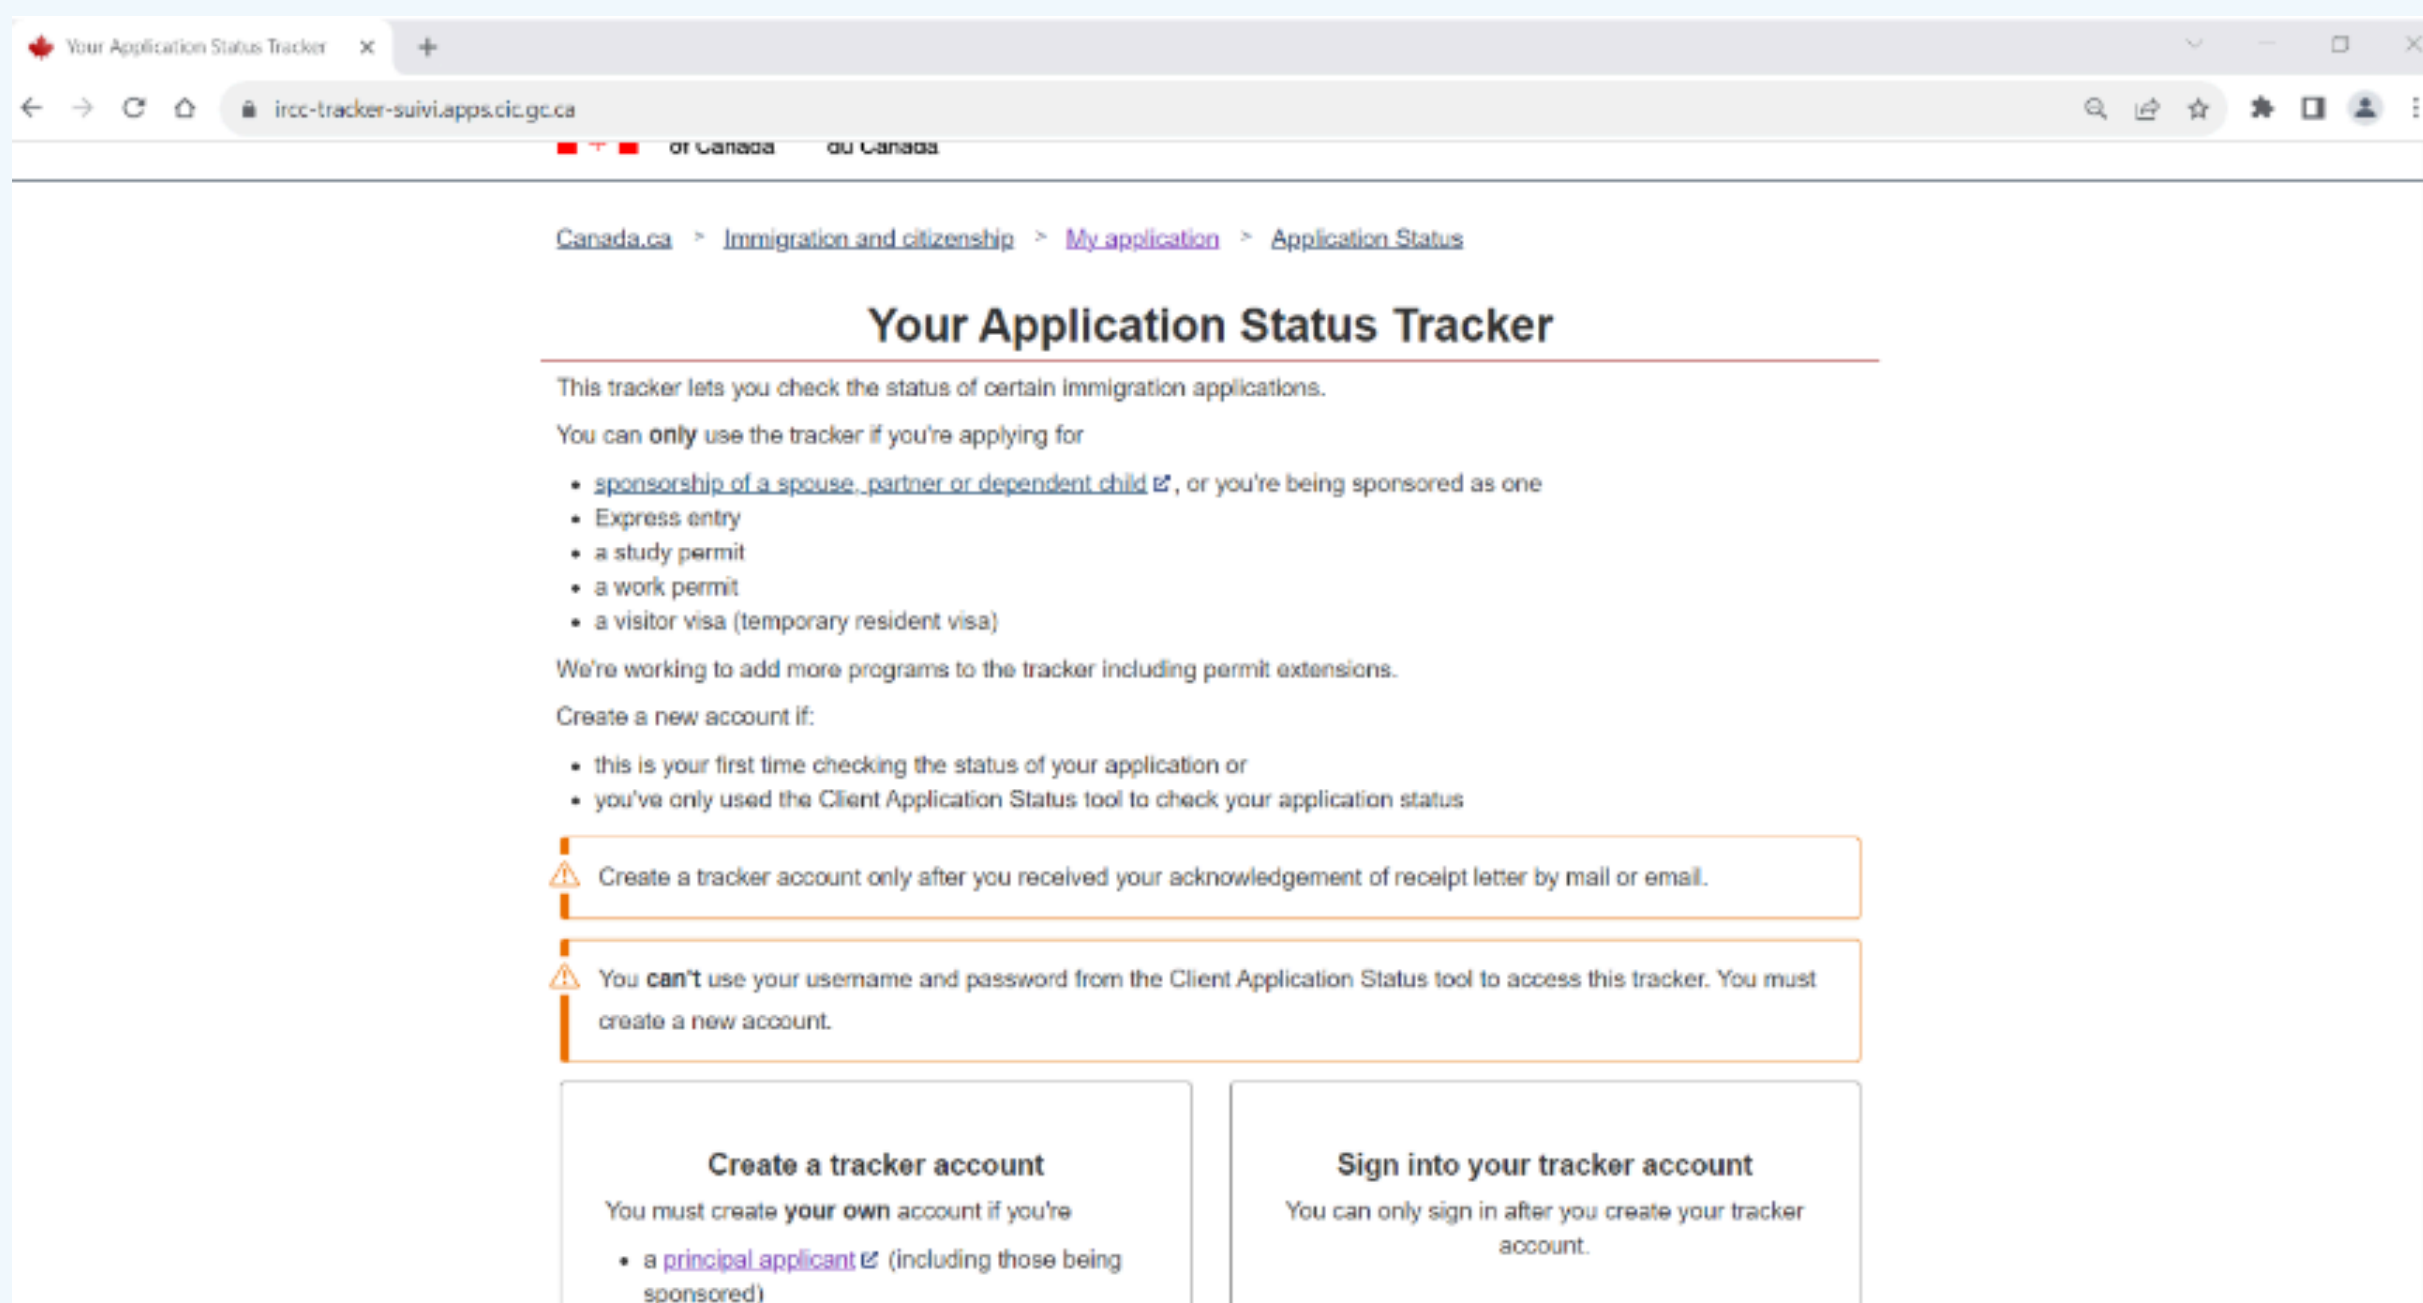 Your Application Status Tracker
ircc-tracker-suivi.apps.cic.gc.ca
of Canada du Canada
Canada.ca > Immigration and citizenship > My application > Application Status
Your Application Status Tracker
This tracker lets you check the status of certain immigration applications.
You can only use the tracker if you're applying for
• sponsorship of a spouse, partner or dependent child , or you're being sponsored as one
• Express entry
• a study permit
• a work permit
• a visitor visa (temporary resident visa)
We're working to add more programs to the tracker including permit extensions.
Create a new account if:
• this is your first time checking the status of your application or
• you've only used the Client Application Status tool to check your application status
Create a tracker account only after you received your acknowledgement of receipt letter by mail or email.
You can't use your username and password from the Client Application Status tool to access this tracker. You must
create a new account.
Create a tracker account
You must create your own account if you're
• a principal applicant (including those being
sponsored)
Sign into your tracker account
You can only sign in after you create your tracker
account.